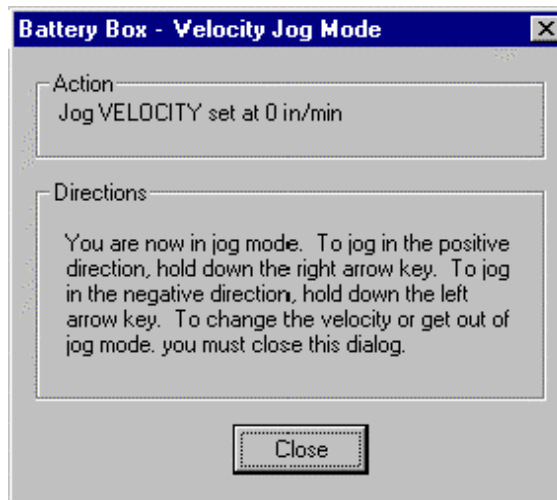 Battery Box - Velocity Jog Mode
Action
Jog VELOCITY set at 0 in/min
Directions
You are now in jog mode. To jog in the positive
direction, hold down the right arrow key. To jog
in the negative direction, hold down the left
arrow key. To change the velocity or get out of
jog mode. you must close this dialog.
Close